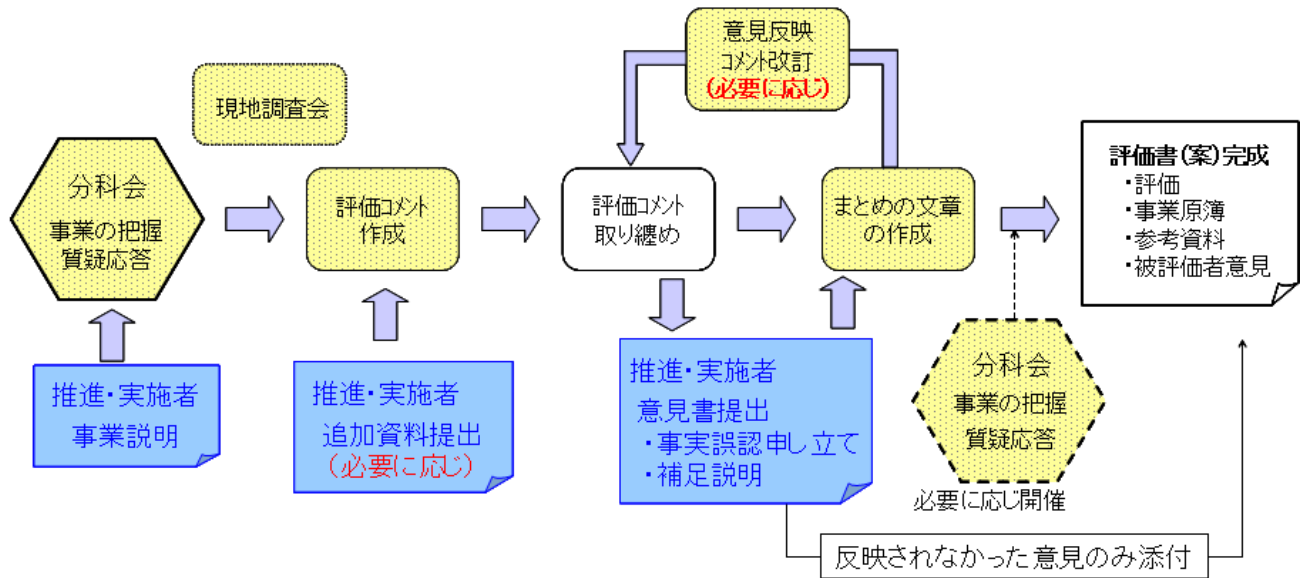 意見反映
コメント改訂
(必要に応じ)
現地調査会
分科会
事業の把握
質疑応答
評価コメント
作成
評価コメント
取り纏め
まとめの文章
の作成
評価書(案)完成
・評価
・事業原簿
・参考資料
・被評価者意見
推進・実施者
事業説明
推進・実施者
追加資料提出
(必要に応じ)
推進・実施者
意見書提出
・事実誤認申し立て
・補足説明
分科会
事業の把握
質疑応答
必要に応じ開催
反映されなかった意見のみ添付